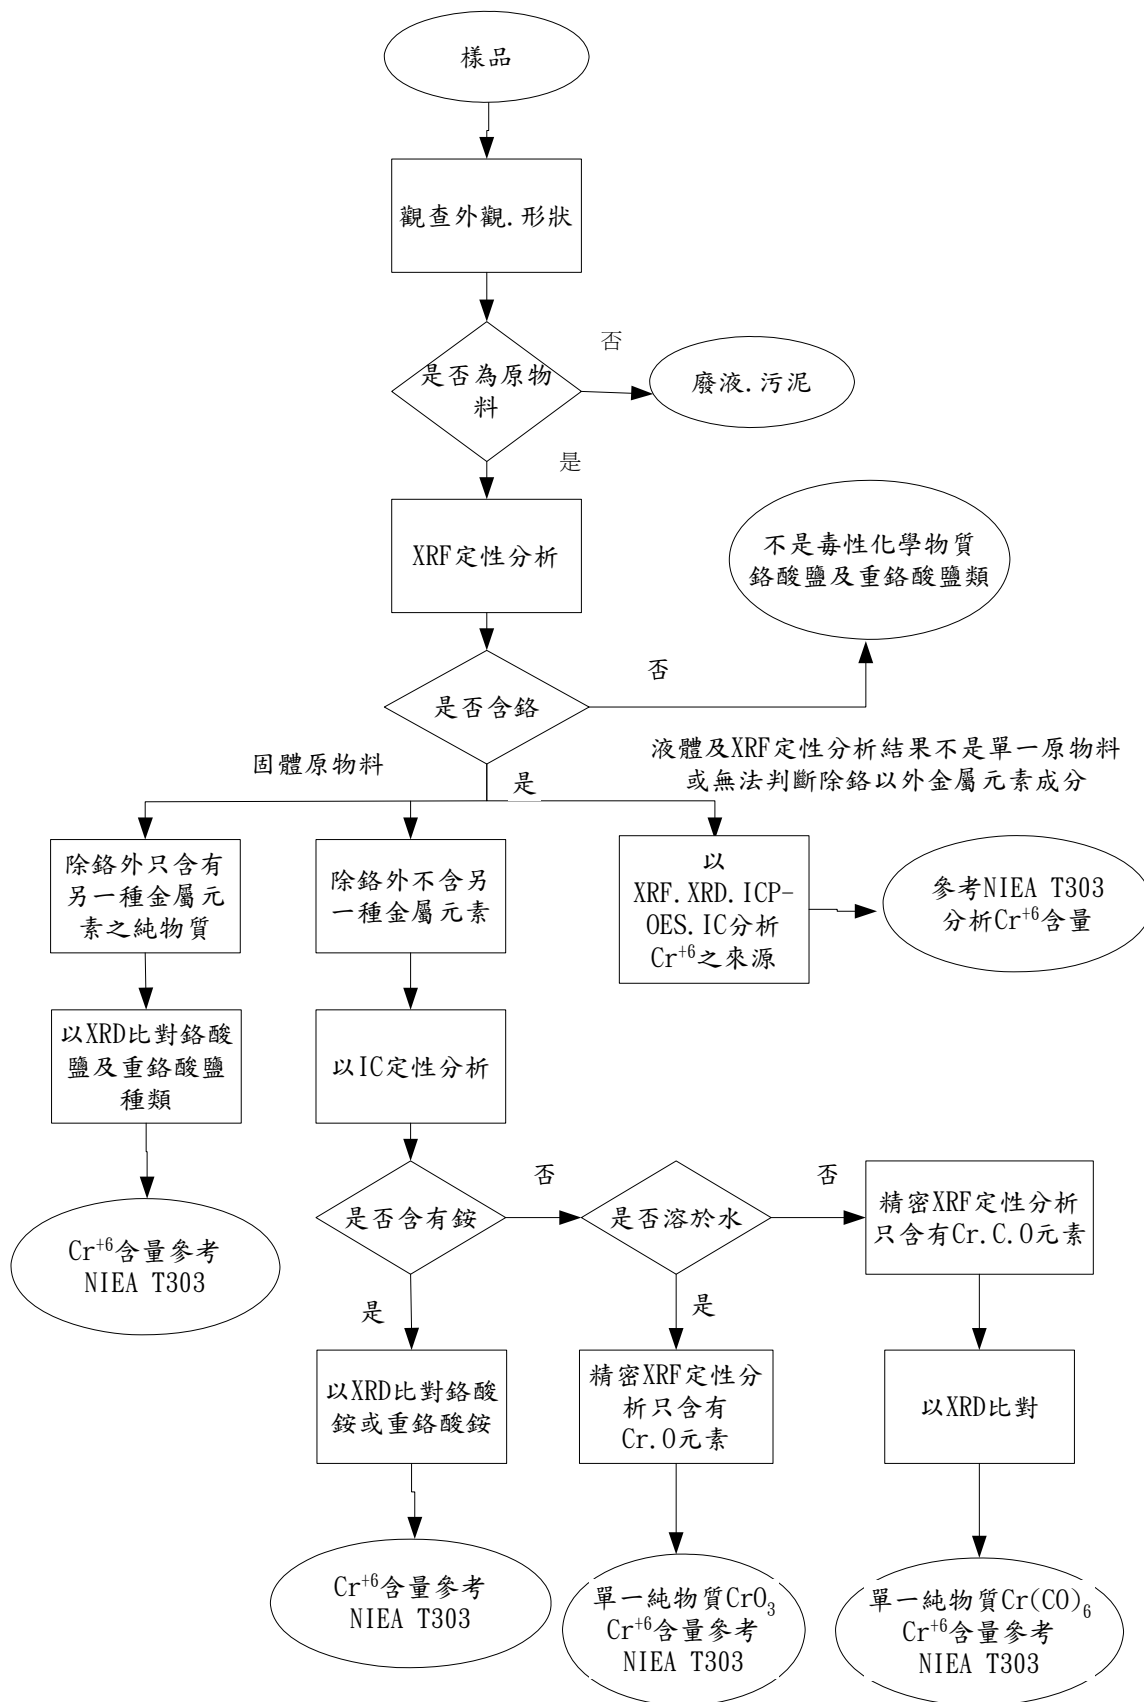 樣品
觀查外觀.形狀
是否為原物
料
否
廢液.污泥
是
XRF定性分析
不是毒性化學物質
鉻酸鹽及重鉻酸鹽類
是否含鉻
否
固體原物料
是
液體及XRF定性分析結果不是單一原物料
或無法判斷除鉻以外金屬元素成分
除鉻外只含有
另一種金屬元
素之純物質
除鉻外不含另
一種金屬元素
以
XRF.XRD.ICP-
OES.IC分析
Cr⁺⁶之來源
參考NIEA T303
分析Cr⁺⁶含量
以XRD比對鉻酸
鹽及重鉻酸鹽
種類
以IC定性分析
Cr⁺⁶含量參考
NIEA T303
是否含有銨
否
是否溶於水
否
精密XRF定性分析
只含有Cr.C.O元素
是
是
以XRD比對鉻酸
銨或重鉻酸銨
精密XRF定性分
析只含有
Cr.O元素
以XRD比對
Cr⁺⁶含量參考
NIEA T303
單一純物質CrO₃
Cr⁺⁶含量參考
NIEA T303
單一純物質Cr(CO)₆
Cr⁺⁶含量參考
NIEA T303